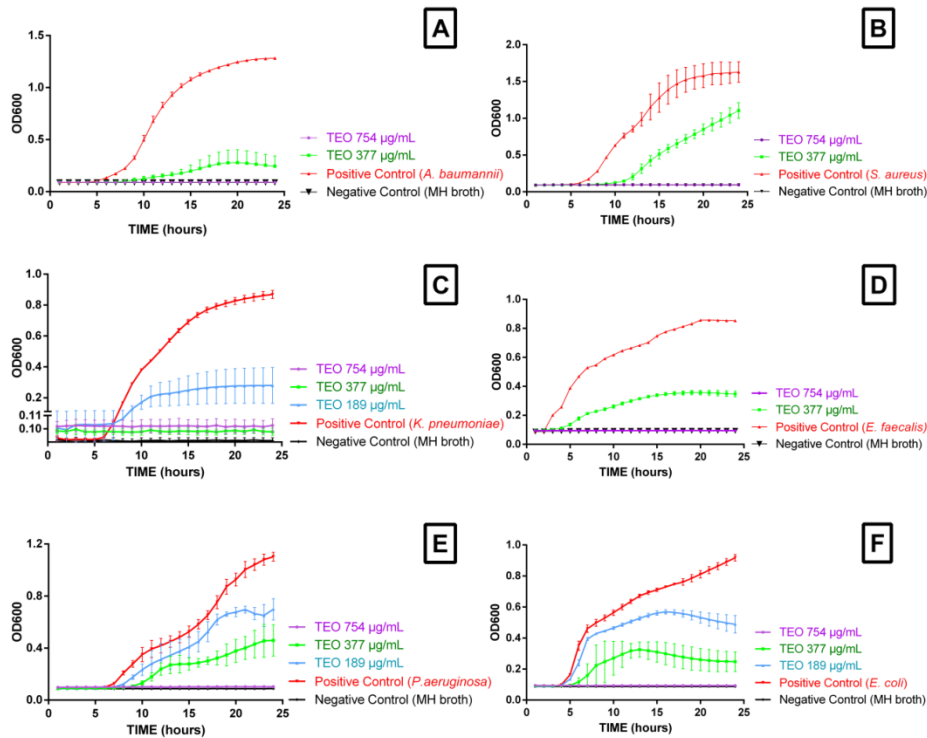 A
1.5
1.0
0.5
0.0
OD600
0 5 10 15 20 25
TIME (hours)
TEO 754 µg/mL
TEO 377 µg/mL
Positive Control (A. baumannii)
Negative Control (MH broth)
B
2.0
1.5
1.0
0.5
0.0
OD600
0 5 10 15 20 25
TIME (hours)
TEO 754 µg/mL
TEO 377 µg/mL
Positive Control (S. aureus)
Negative Control (MH broth)
C
1.0
0.8
0.6
0.4
0.2
0.11
0.10
OD600
0 5 10 15 20 25
TIME (hours)
TEO 754 µg/mL
TEO 377 µg/mL
TEO 189 µg/mL
Positive Control (K. pneumoniae)
Negative Control (MH broth)
D
1.0
0.8
0.6
0.4
0.2
0.0
OD600
0 5 10 15 20 25
TIME (hours)
TEO 754 µg/mL
TEO 377 µg/mL
Positive Control (E. faecalis)
Negative Control (MH broth)
E
1.2
0.8
0.4
0.0
OD600
0 5 10 15 20 25
TIME (hours)
TEO 754 µg/mL
TEO 377 µg/mL
TEO 189 µg/mL
Positive Control (P.aeruginosa)
Negative Control (MH broth)
F
1.0
0.8
0.6
0.4
0.2
0.0
OD600
0 5 10 15 20 25
TIME (hours)
TEO 754 µg/mL
TEO 377 µg/mL
TEO 189 µg/mL
Positive Control (E. coli)
Negative Control (MH broth)